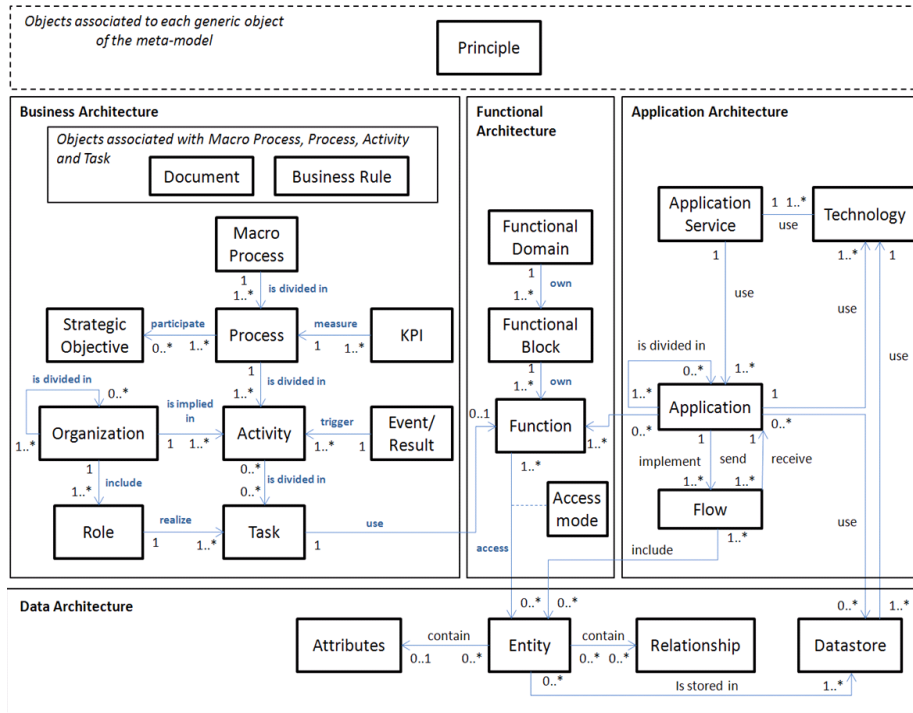 Objects associated to each generic object
of the meta-model
Principle
Business Architecture
Functional
Architecture
Application Architecture
Objects associated with Macro Process, Process, Activity
and Task
Document
Business Rule
Macro
Process
1
is divided in
1..*
Strategic
Objective
participate
0..*
1..*
Process
measure
1
1..*
KPI
1
is divided in
1..*
is divided in
0..*
1..*
Organization
is implied
in
1
1..*
Activity
trigger
1..*
1
Event/
Result
1
include
1..*
0..*
is divided in
0..*
Role
realize
1
1..*
Task
use
1
Functional
Domain
1
own
1..*
Functional
Block
1
own
1..*
0..1
Function
1..*
1..*
Access
mode
access
Application
Service
1
1..*
use
Technology
1
use
1..*
1..*
1
use
use
is divided in
0..*
1..*
Application
1
0..*
0..*
1
1
implement
send
receive
1..*
1..*
Flow
1..*
include
use
Data Architecture
0..*
0..*
0..*
1..*
Attributes
contain
0..1
0..*
Entity
contain
0..*
0..*
Relationship
Datastore
0..*
Is stored in
1..*